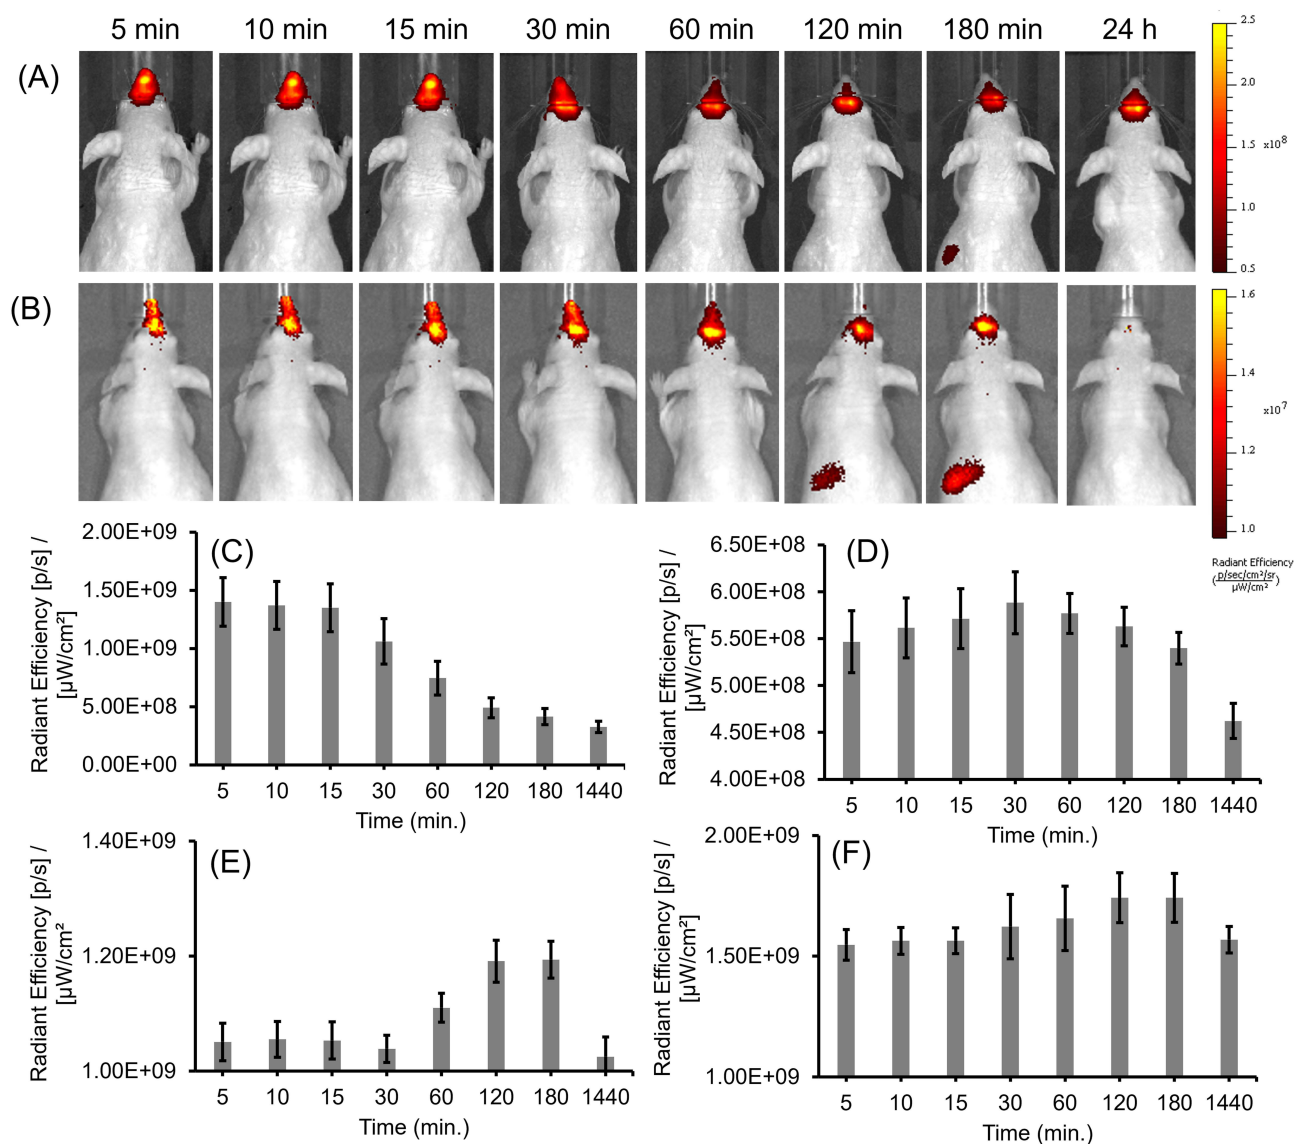 5 min 10 min 15 min 30 min 60 min 120 min 180 min 24 h
(A)
2.5
2.0
1.5
x10⁸
1.0
0.5
(B)
1.6
1.4
x10⁷
1.2
1.0
Radiant Efficiency
(p/sec/cm²/sr
µW/cm²)
(C)
Radiant Efficiency [p/s] /
[µW/cm²]
2.00E+09
1.50E+09
1.00E+09
5.00E+08
0.00E+00
5 10 15 30 60 120 180 1440
Time (min.)
(D)
Radiant Efficiency [p/s] /
[µW/cm²]
6.50E+08
6.00E+08
5.50E+08
5.00E+08
4.50E+08
4.00E+08
5 10 15 30 60 120 180 1440
Time (min.)
(E)
Radiant Efficiency [p/s] /
[µW/cm²
1.40E+09
1.20E+09
1.00E+09
5 10 15 30 60 120 180 1440
Time (min.)
(F)
Radiant Efficiency [p/s] /
[µW/cm²]
2.00E+09
1.50E+09
1.00E+09
5 10 15 30 60 120 180 1440
Time (min.)